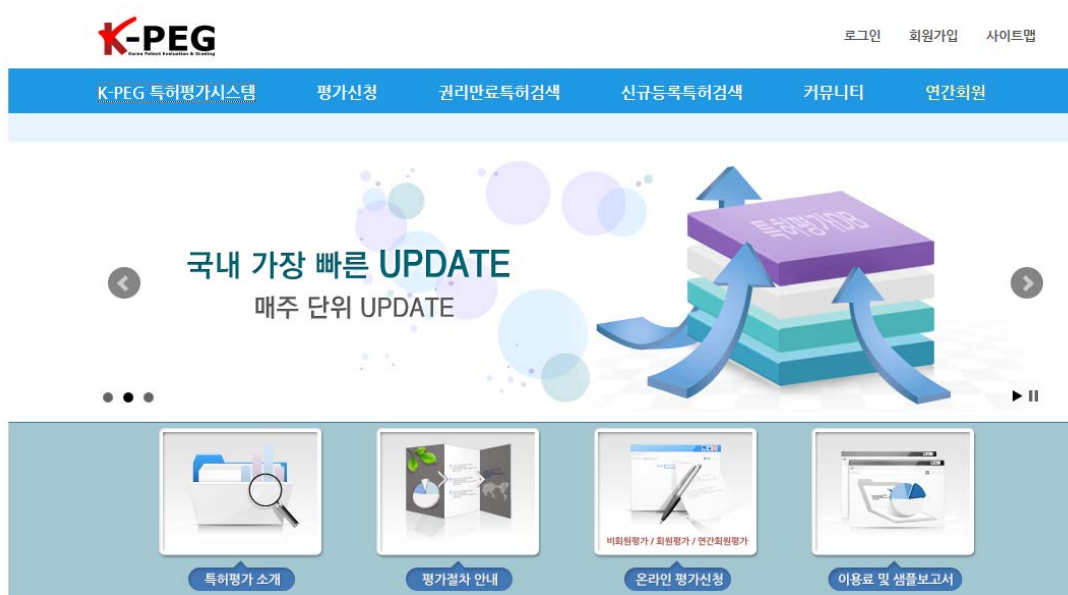 K-PEG
Korea Patent Evaluation & Grading
로그인 회원가입 사이트맵
K-PEG 특허평가시스템 평가신청 권리만료특허검색 신규등록특허검색 커뮤니티 연간회원
특허평가DB
국내 가장 빠른 UPDATE
매주 단위 UPDATE
비회원평가 / 회원평가 / 연간회원평가
특허평가 소개 평가절차 안내 온라인 평가신청 이용료 및 샘플보고서